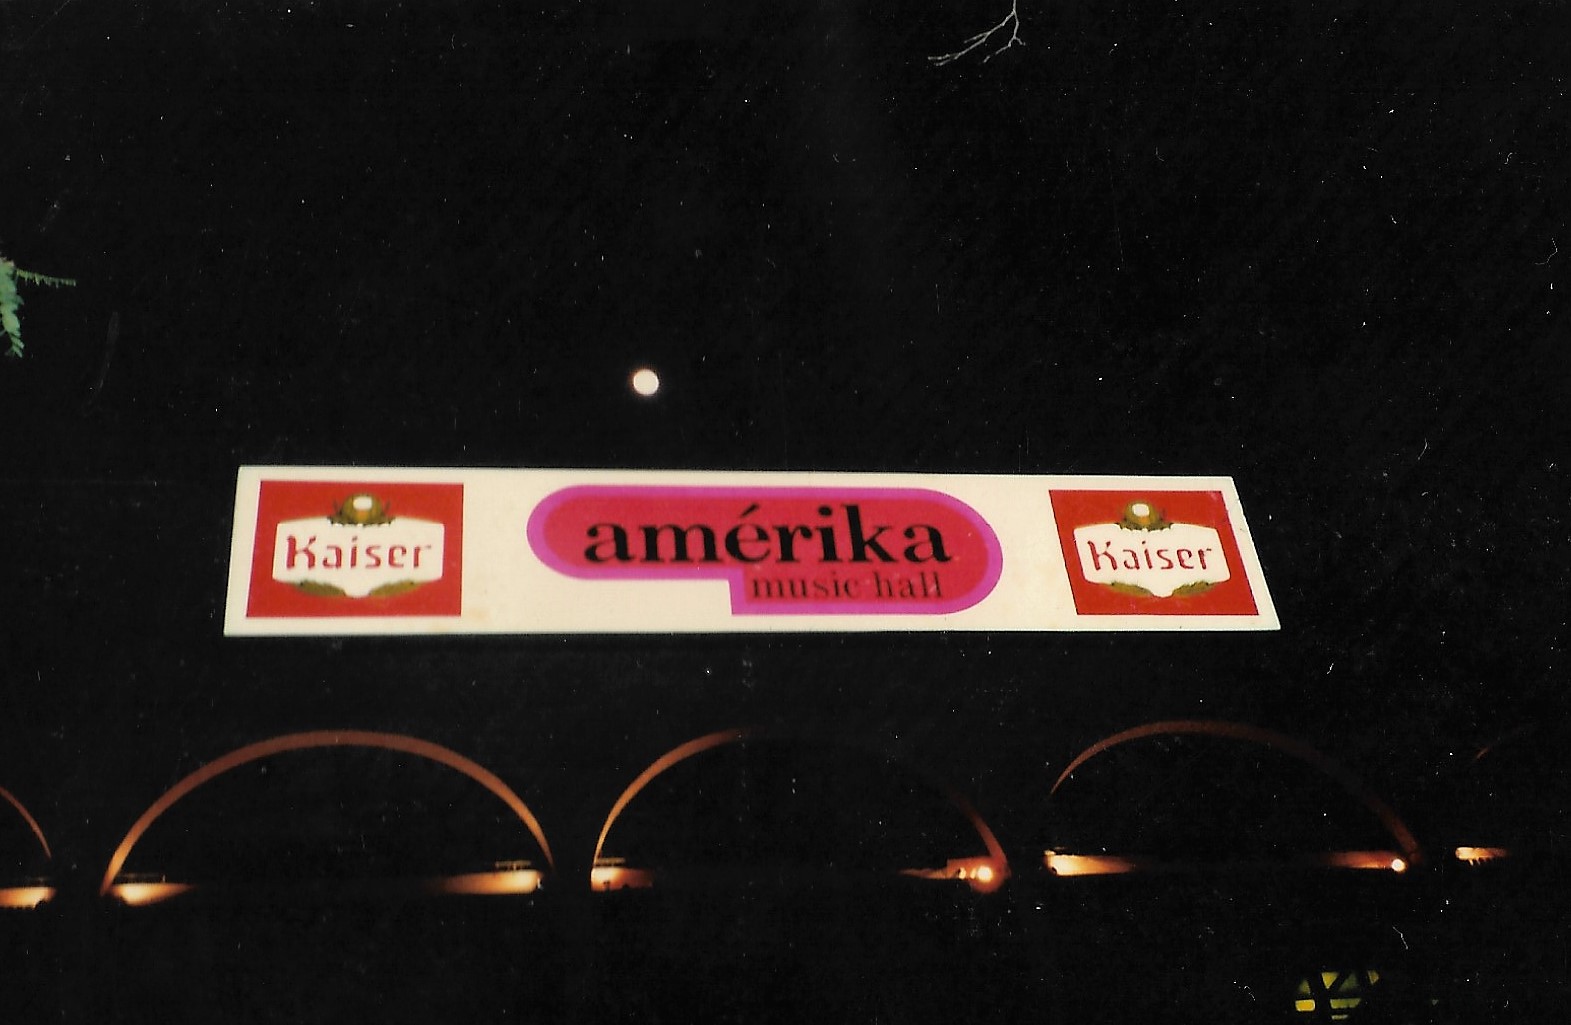 Kaiser
amérika
music hall
Kaiser